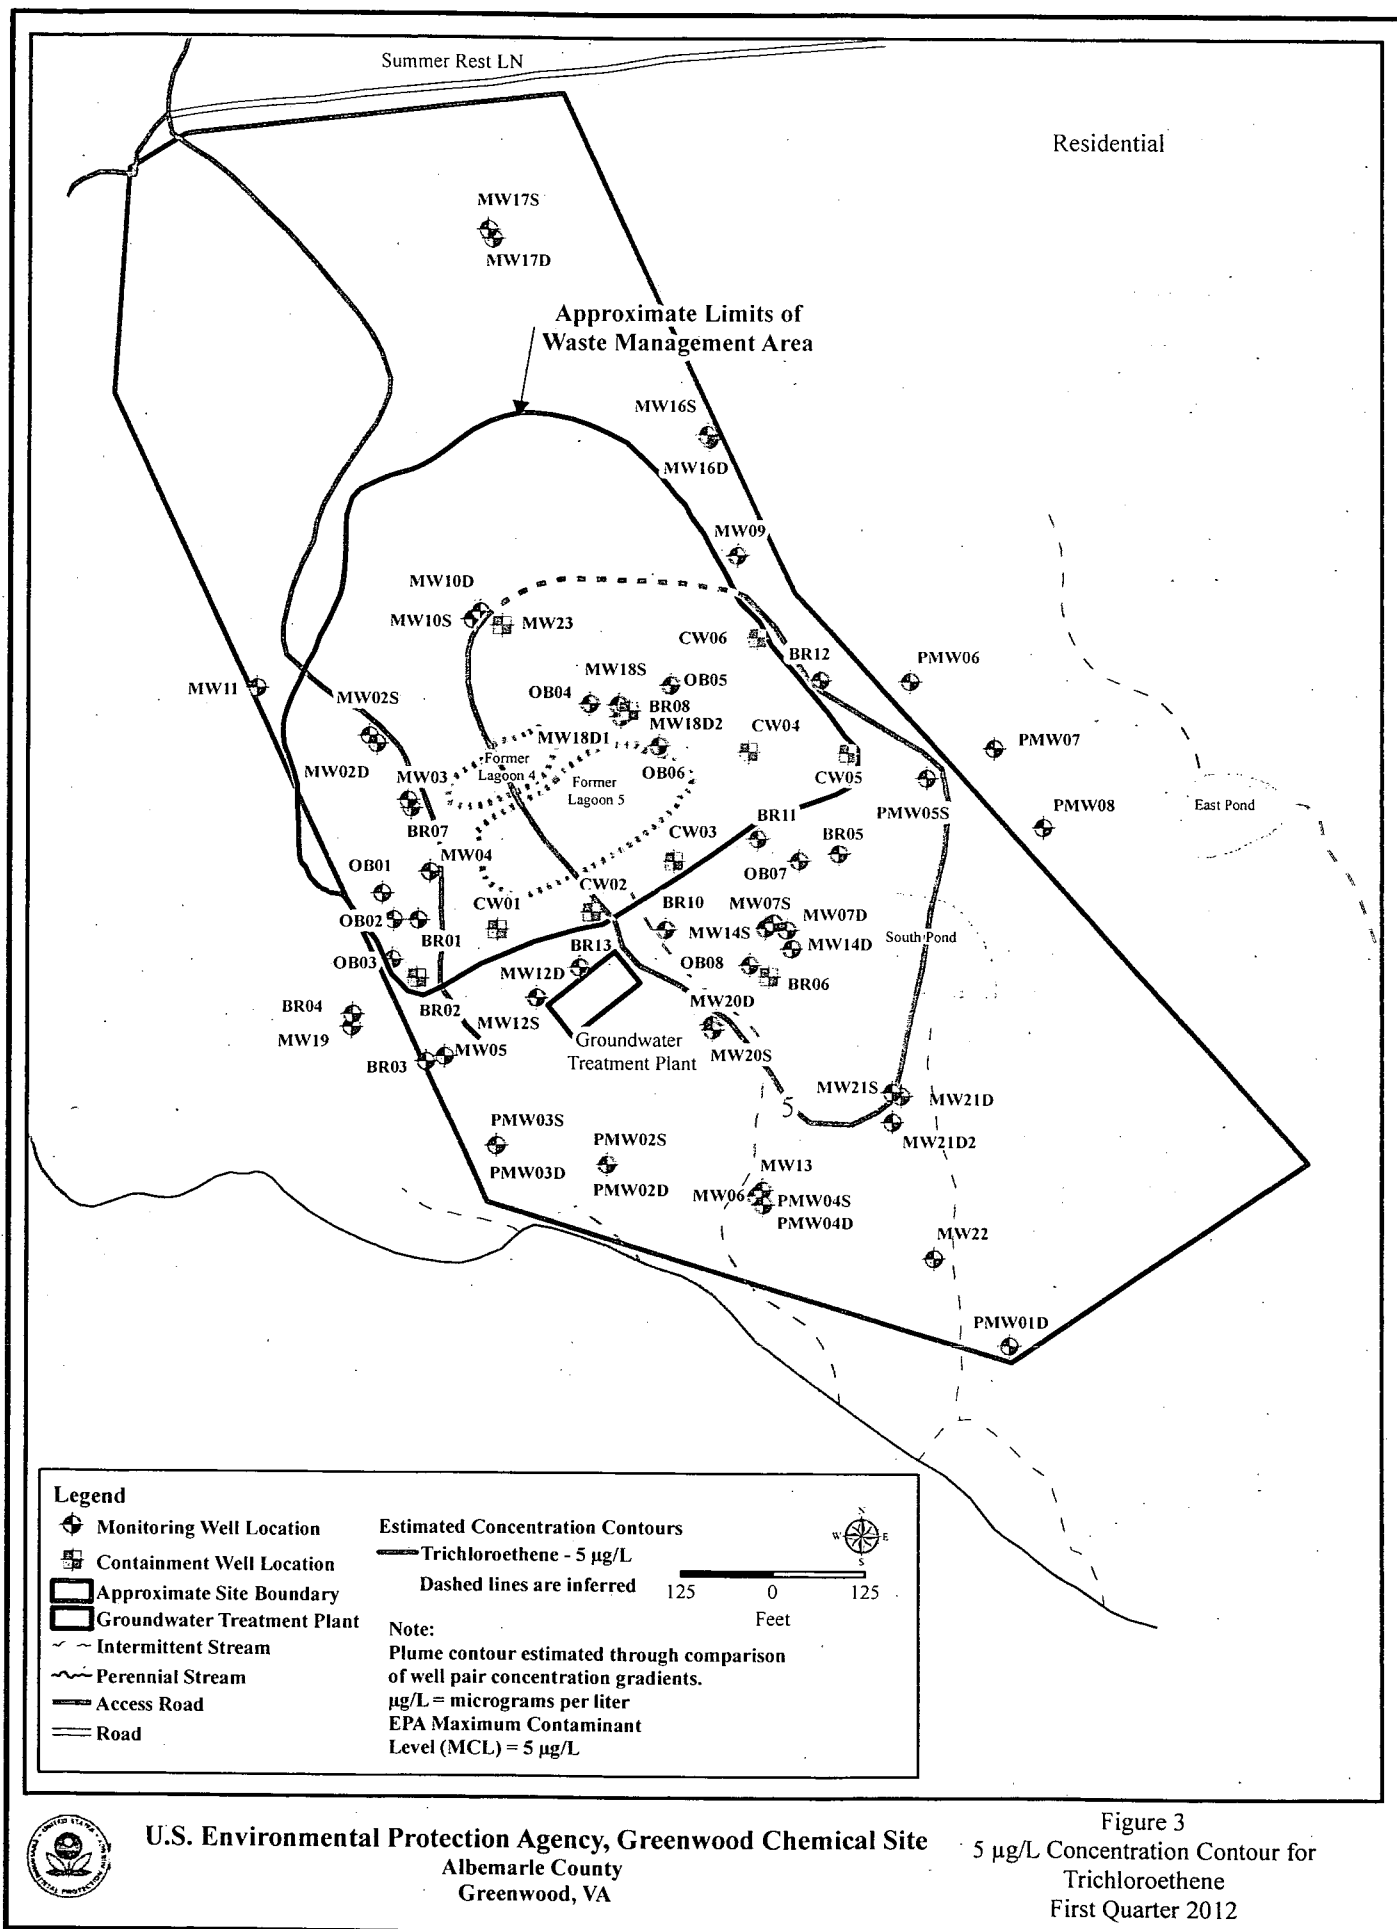 Summer Rest LN
Residential
MW17S
MW17D
Approximate Limits of
Waste Management Area
MW16S
MW16D
MW09
MW10D
MW10S
MW23
CW06
BR12
PMW06
MW11
MW02S
MW18S
OB05
OB04
BR08
MW18D2
CW04
PMW07
MW18D1
MW02D
Former
Lagoon 4
OB06
CW05
MW03
Former
Lagoon 5
PMW05S
PMW08
East Pond
BR07
BR11
CW03
BR05
MW04
OB01
OB07
CW02
CW01
BR10
MW07S
OB02
MW07D
MW14S
BR01
BR13
MW14D
South Pond
OB03
MW12D
OB08
BR06
BR04
BR02
MW20D
MW12S
MW19
Groundwater
Treatment Plant
MW20S
MW05
BR03
MW21S
MW21D
5
PMW03S
PMW02S
MW21D2
PMW03D
MW13
PMW02D
MW06
PMW04S
PMW04D
MW22
PMW01D
Legend
Monitoring Well Location
Containment Well Location
Approximate Site Boundary
Groundwater Treatment Plant
Intermittent Stream
Perennial Stream
Access Road
Road
Estimated Concentration Contours
Trichloroethene - 5 µg/L
Dashed lines are inferred
Note:
Plume contour estimated through comparison
of well pair concentration gradients.
µg/L = micrograms per liter
EPA Maximum Contaminant
Level (MCL) = 5 µg/L
N
W E
S
125 0 125
Feet
U.S. Environmental Protection Agency, Greenwood Chemical Site
Albemarle County
Greenwood, VA
Figure 3
5 µg/L Concentration Contour for
Trichloroethene
First Quarter 2012